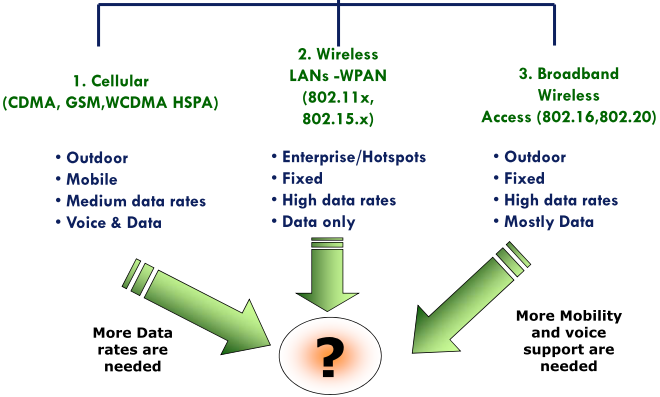 1. Cellular
(CDMA, GSM,WCDMA HSPA)
• Outdoor
• Mobile
• Medium data rates
• Voice & Data
2. Wireless
LANs -WPAN
(802.11x,
802.15.x)
• Enterprise/Hotspots
• Fixed
• High data rates
• Data only
3. Broadband
Wireless
Access (802.16,802.20)
• Outdoor
• Fixed
• High data rates
• Mostly Data
More Data
rates are
needed
?
More Mobility
and voice
support are
needed